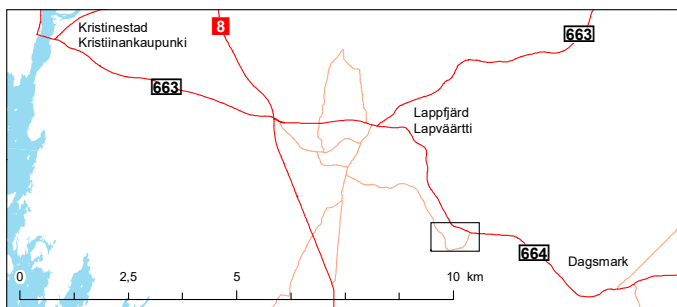 Kristinestad
Kristiinankaupunki
8
663
663
Lappfjärd
Lapväärtti
664
Dagsmark
0 2,5 5 10 km